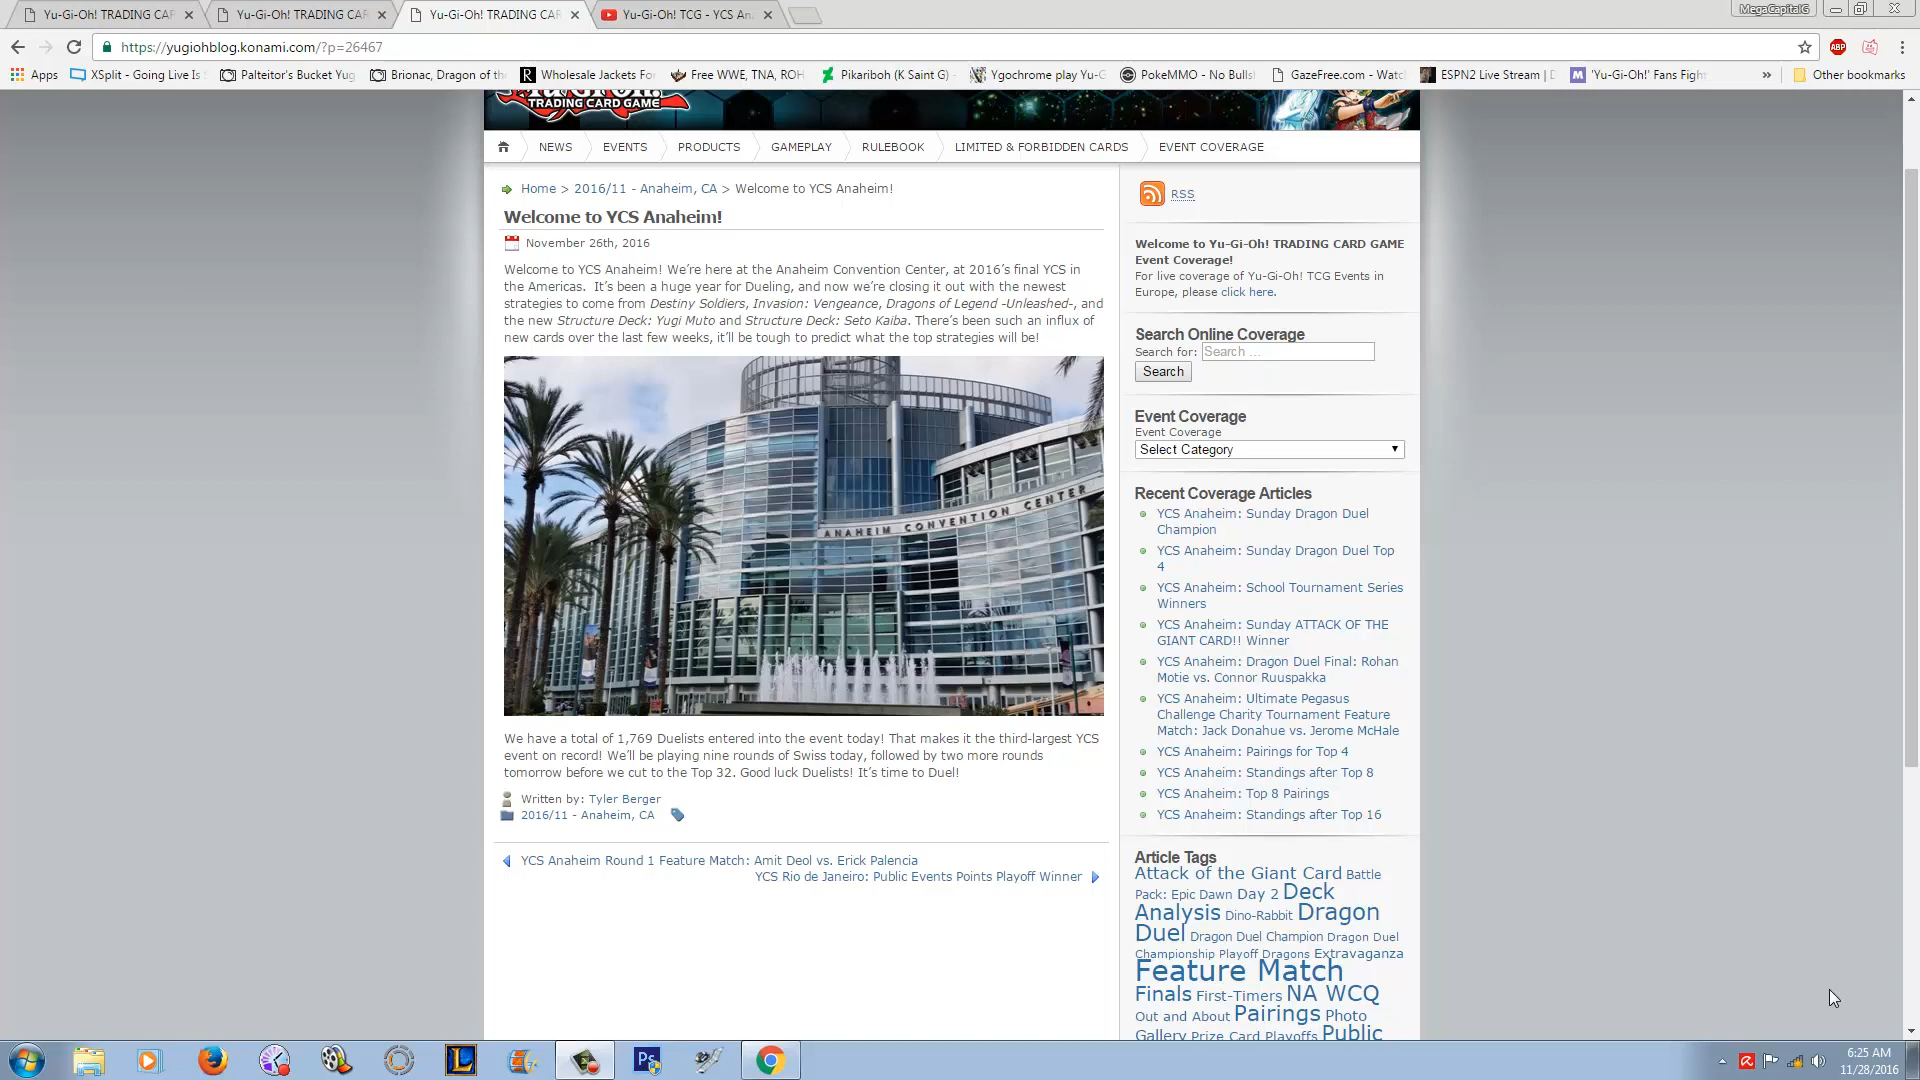 Yu-Gi-Oh! TRADING CAR
Yu-Gi-Oh! TRADING CAR
Yu-Gi-Oh! TRADING CAR
Yu-Gi-Oh! TCG - YCS An
MegaCapitalG
https://yugiohblog.konami.com/?p=26467
ABP
Apps
XSplit - Going Live Is
Palteitor's Bucket Yug
Brionac, Dragon of the
Wholesale Jackets For
Free WWE, TNA, ROH
Pikariboh (K Saint G) -
Ygochrome play Yu-G
PokeMMO - No Bulls
GazeFree.com - Watc
ESPN2 Live Stream | D
'Yu-Gi-Oh!' Fans Figh
Other bookmarks
Yu-Gi-Oh!
TRADING CARD GAME
NEWS
EVENTS
PRODUCTS
GAMEPLAY
RULEBOOK
LIMITED & FORBIDDEN CARDS
EVENT COVERAGE
Home > 2016/11 - Anaheim, CA > Welcome to YCS Anaheim!
Welcome to YCS Anaheim!
November 26th, 2016
Welcome to YCS Anaheim! We're here at the Anaheim Convention Center, at 2016's final YCS in
the Americas.  It's been a huge year for Dueling, and now we're closing it out with the newest
strategies to come from Destiny Soldiers, Invasion: Vengeance, Dragons of Legend -Unleashed-, and
the new Structure Deck: Yugi Muto and Structure Deck: Seto Kaiba. There's been such an influx of
new cards over the last few weeks, it'll be tough to predict what the top strategies will be!
ANAHEIM CONVENTION CENTER
We have a total of 1,769 Duelists entered into the event today! That makes it the third-largest YCS
event on record! We'll be playing nine rounds of Swiss today, followed by two more rounds
tomorrow before we cut to the Top 32. Good luck Duelists! It's time to Duel!
Written by: Tyler Berger
2016/11 - Anaheim, CA
YCS Anaheim Round 1 Feature Match: Amit Deol vs. Erick Palencia
YCS Rio de Janeiro: Public Events Points Playoff Winner
RSS
Welcome to Yu-Gi-Oh! TRADING CARD GAME
Event Coverage!
For live coverage of Yu-Gi-Oh! TCG Events in
Europe, please click here.
Search Online Coverage
Search for: Search ...
Search
Event Coverage
Event Coverage
Select Category
Recent Coverage Articles
YCS Anaheim: Sunday Dragon Duel
Champion
YCS Anaheim: Sunday Dragon Duel Top
4
YCS Anaheim: School Tournament Series
Winners
YCS Anaheim: Sunday ATTACK OF THE
GIANT CARD!! Winner
YCS Anaheim: Dragon Duel Final: Rohan
Motie vs. Connor Ruuspakka
YCS Anaheim: Ultimate Pegasus
Challenge Charity Tournament Feature
Match: Jack Donahue vs. Jerome McHale
YCS Anaheim: Pairings for Top 4
YCS Anaheim: Standings after Top 8
YCS Anaheim: Top 8 Pairings
YCS Anaheim: Standings after Top 16
Article Tags
Attack of the Giant Card Battle
Pack: Epic Dawn Day 2 Deck
Analysis Dino-Rabbit Dragon
Duel Dragon Duel Champion Dragon Duel
Championship Playoff Dragons Extravaganza
Feature Match
Finals First-Timers NA WCQ
Out and About Pairings Photo
Gallery Prize Card Playoffs Public
Ps
6:25 AM
11/28/2016